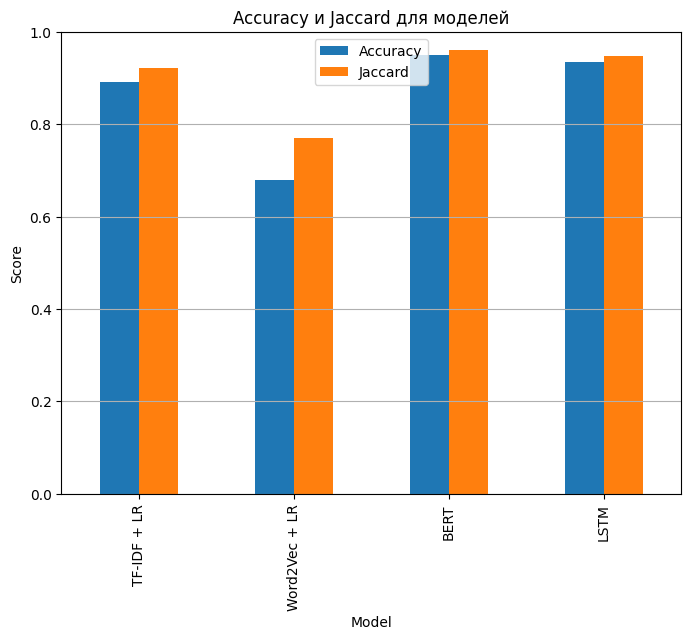 Accuracy и Jaccard для моделей
Accuracy
Jaccard
1.0
0.8
0.6
0.4
0.2
0.0
Score
TF-IDF + LR
Word2Vec + LR
BERT
LSTM
Model